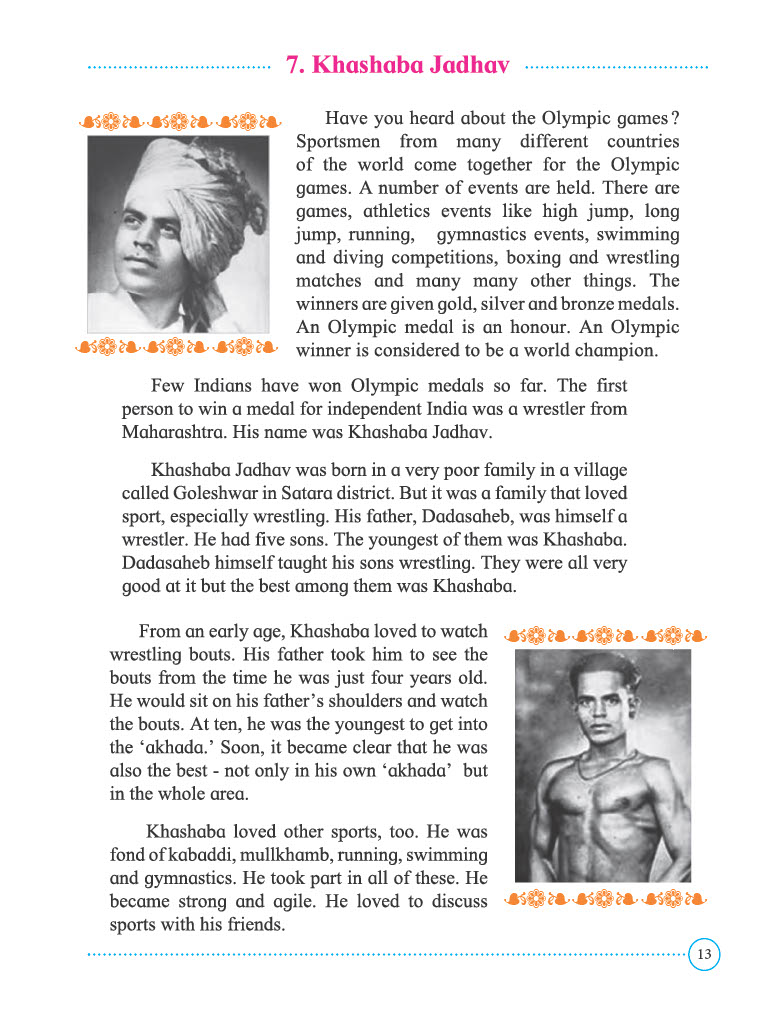 7. Khashaba Jadhav
Have you heard about the Olympic games ?
Sportsmen from many different countries
of the world come together for the Olympic
games. A number of events are held. There are
games, athletics events like high jump, long
jump, running, gymnastics events, swimming
and diving competitions, boxing and wrestling
matches and many many other things. The
winners are given gold, silver and bronze medals.
An Olympic medal is an honour. An Olympic
winner is considered to be a world champion.
Few Indians have won Olympic medals so far. The first
person to win a medal for independent India was a wrestler from
Maharashtra. His name was Khashaba Jadhav.
Khashaba Jadhav was born in a very poor family in a village
called Goleshwar in Satara district. But it was a family that loved
sport, especially wrestling. His father, Dadasaheb, was himself a
wrestler. He had five sons. The youngest of them was Khashaba.
Dadasaheb himself taught his sons wrestling. They were all very
good at it but the best among them was Khashaba.
From an early age, Khashaba loved to watch
wrestling bouts. His father took him to see the
bouts from the time he was just four years old.
He would sit on his father’s shoulders and watch
the bouts. At ten, he was the youngest to get into
the ‘akhada.’ Soon, it became clear that he was
also the best - not only in his own ‘akhada’ but
in the whole area.
Khashaba loved other sports, too. He was
fond of kabaddi, mullkhamb, running, swimming
and gymnastics. He took part in all of these. He
became strong and agile. He loved to discuss
sports with his friends.
13